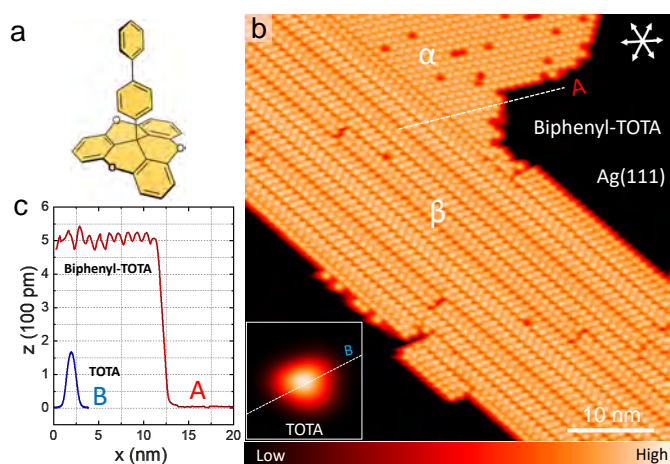 a
O
O
O
b
α
A
Biphenyl-TOTA
Ag(111)
β
B
TOTA
10 nm
Low
High
c
6
5
4
3
2
1
0
z (100 pm)
Biphenyl-TOTA
TOTA
B
A
0
5
10
15
20
x (nm)